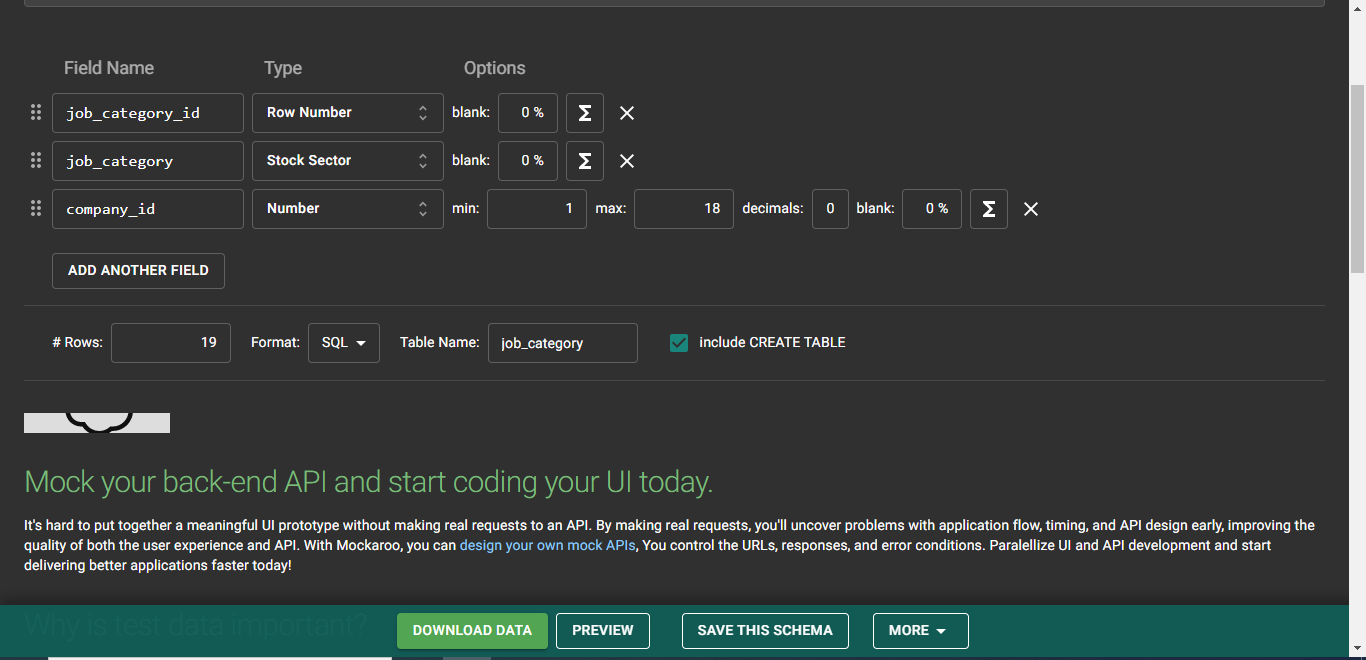 Field Name Type Options
job_category_id Row Number blank: 0 % Σ
job_category Stock Sector blank: 0 % Σ
company_id Number min: 1 max: 18 decimals: 0 blank: 0 % Σ
ADD ANOTHER FIELD
# Rows: 19 Format: SQL Table Name: job_category include CREATE TABLE
Mock your back-end API and start coding your UI today.
It's hard to put together a meaningful UI prototype without making real requests to an API. By making real requests, you'll uncover problems with application flow, timing, and API design early, improving the
quality of both the user experience and API. With Mockaroo, you can design your own mock APIs, You control the URLs, responses, and error conditions. Paralellize UI and API development and start
delivering better applications faster today!
Why is test data important?
DOWNLOAD DATA PREVIEW SAVE THIS SCHEMA MORE